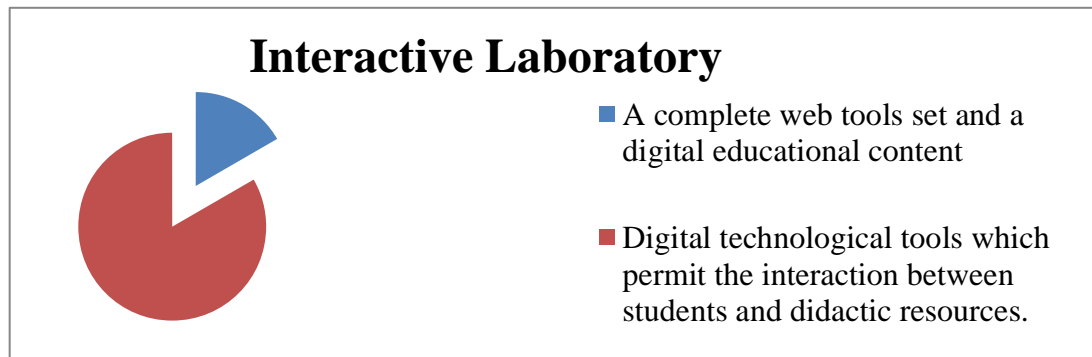 Interactive Laboratory
A complete web tools set and a
digital educational content
Digital technological tools which
permit the interaction between
students and didactic resources.